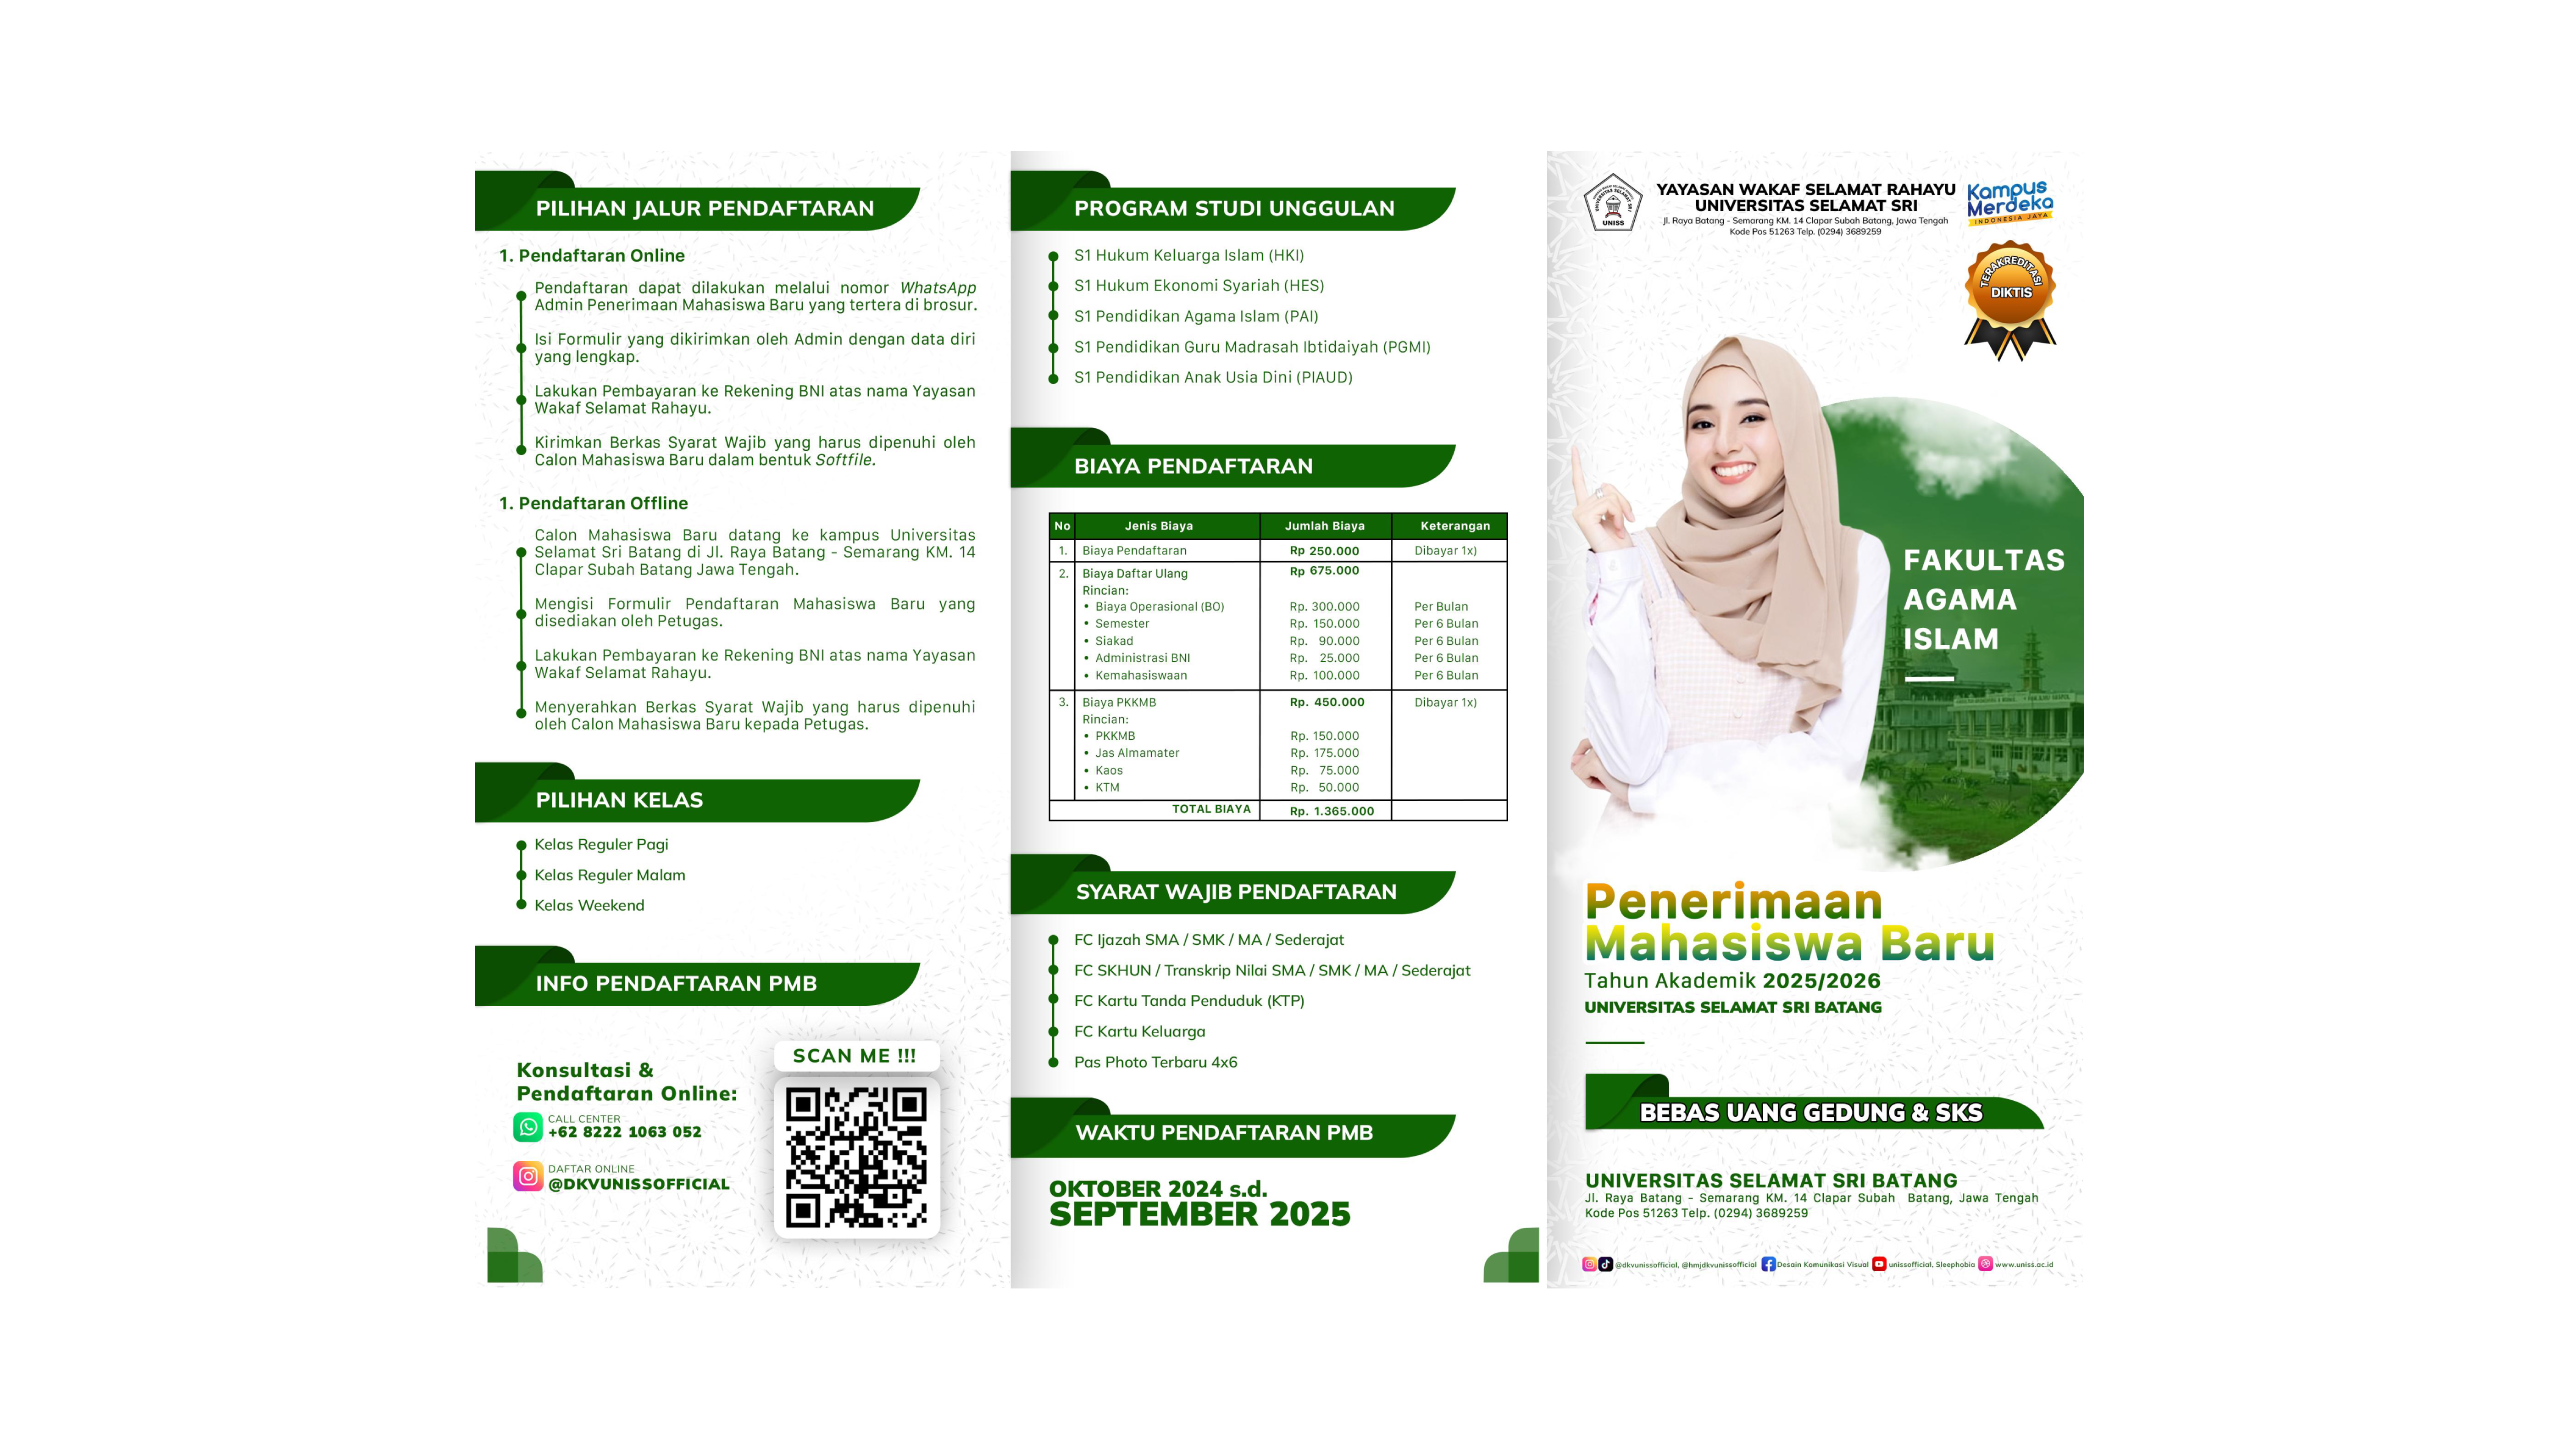 PILIHAN JALUR PENDAFTARAN
1. Pendaftaran Online
Pendaftaran dapat dilakukan melalui nomor WhatsApp
Admin Penerimaan Mahasiswa Baru yang tertera di brosur.
Isi Formulir yang dikirimkan oleh Admin dengan data diri
yang lengkap.
Lakukan Pembayaran ke Rekening BNI atas nama Yayasan
Wakaf Selamat Rahayu.
Kirimkan Berkas Syarat Wajib yang harus dipenuhi oleh
Calon Mahasiswa Baru dalam bentuk Softfile.
1. Pendaftaran Offline
Calon Mahasiswa Baru datang ke kampus Universitas
Selamat Sri Batang di Jl. Raya Batang - Semarang KM. 14
Clapar Subah Batang Jawa Tengah.
Mengisi Formulir Pendaftaran Mahasiswa Baru yang
disediakan oleh Petugas.
Lakukan Pembayaran ke Rekening BNI atas nama Yayasan
Wakaf Selamat Rahayu.
Menyerahkan Berkas Syarat Wajib yang harus dipenuhi
oleh Calon Mahasiswa Baru kepada Petugas.
PILIHAN KELAS
Kelas Reguler Pagi
Kelas Reguler Malam
Kelas Weekend
INFO PENDAFTARAN PMB
Konsultasi &
Pendaftaran Online:
CALL CENTER
+62 8222 1063 052
DAFTAR ONLINE
@DKVUNISSOFFICIAL
SCAN ME !!!
PROGRAM STUDI UNGGULAN
S1 Hukum Keluarga Islam (HKI)
S1 Hukum Ekonomi Syariah (HES)
S1 Pendidikan Agama Islam (PAI)
S1 Pendidikan Guru Madrasah Ibtidaiyah (PGMI)
S1 Pendidikan Anak Usia Dini (PIAUD)
BIAYA PENDAFTARAN
No Jenis Biaya Jumlah Biaya Keterangan
1. Biaya Pendaftaran Rp 250.000 Dibayar 1x)
2. Biaya Daftar Ulang Rp 675.000
Rincian:
• Biaya Operasional (BO) Rp. 300.000 Per Bulan
• Semester Rp. 150.000 Per 6 Bulan
• Siakad Rp. 90.000 Per 6 Bulan
• Administrasi BNI Rp. 25.000 Per 6 Bulan
• Kemahasiswaan Rp. 100.000 Per 6 Bulan
3. Biaya PKKMB Rp. 450.000 Dibayar 1x)
Rincian:
• PKKMB Rp. 150.000
• Jas Almamater Rp. 175.000
• Kaos Rp. 75.000
• KTM Rp. 50.000
TOTAL BIAYA Rp. 1.365.000
SYARAT WAJIB PENDAFTARAN
FC Ijazah SMA / SMK / MA / Sederajat
FC SKHUN / Transkrip Nilai SMA / SMK / MA / Sederajat
FC Kartu Tanda Penduduk (KTP)
FC Kartu Keluarga
Pas Photo Terbaru 4x6
WAKTU PENDAFTARAN PMB
OKTOBER 2024 s.d.
SEPTEMBER 2025
UNISS
YAYASAN WAKAF SELAMAT RAHAYU
UNIVERSITAS SELAMAT SRI
Jl. Raya Batang - Semarang KM. 14 Clapar Subah Batang, Jawa Tengah
Kode Pos 51263 Telp. (0294) 3689259
Kampus
Merdeka
INDONESIA JAYA
TERAKREDITASI
DIKTIS
FAKULTAS
AGAMA
ISLAM
Penerimaan
Mahasiswa Baru
Tahun Akademik 2025/2026
UNIVERSITAS SELAMAT SRI BATANG
BEBAS UANG GEDUNG & SKS
UNIVERSITAS SELAMAT SRI BATANG
Jl. Raya Batang - Semarang KM. 14 Clapar Subah Batang, Jawa Tengah
Kode Pos 51263 Telp. (0294) 3689259
@dkvunissofficial, @hmjdkvunissofficial Desain Komunikasi Visual unissofficial, Sleephobia www.uniss.ac.id